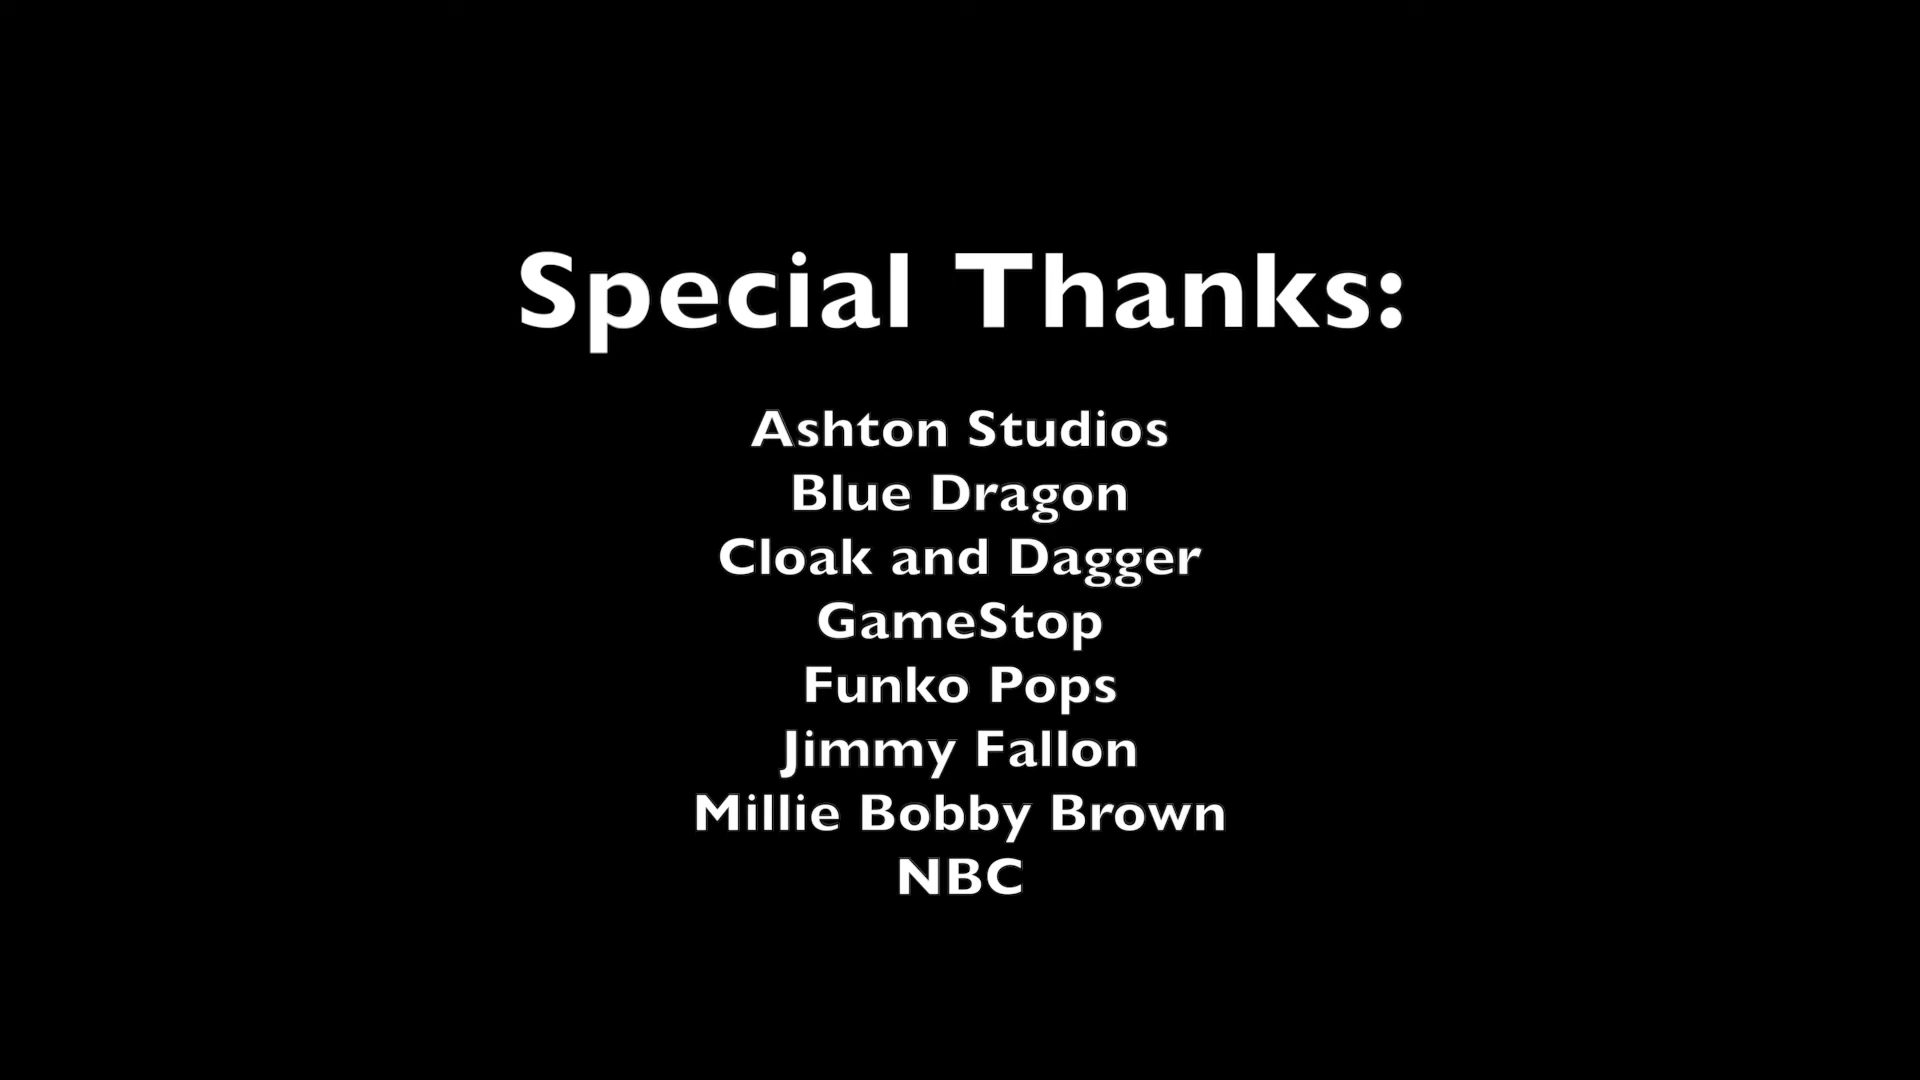 Special Thanks:
Ashton Studios
Blue Dragon
Cloak and Dagger
GameStop
Funko Pops
Jimmy Fallon
Millie Bobby Brown
NBC